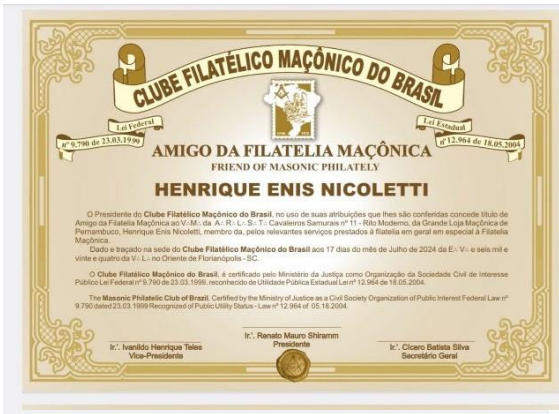 CLUBE FILATÉLICO MAÇÔNICO DO BRASIL
Lei Federal
nº 9.790 de 23.03.1999
Lei Estadual
nº 12.964 de 18.05.2004
AMIGO DA FILATELIA MAÇÔNICA
FRIEND OF MASONIC PHILATELY
HENRIQUE ENIS NICOLETTI
O Presidente do Clube Filatélico Maçônico do Brasil, no uso de suas atribuições que lhes são conferidas concede título de
Amigo da Filatelia Maçônica ao V∴M∴ da A∴ R∴ L∴ S∴ T∴ Cavaleiros Samurais nº 11 - Rito Moderno, da Grande Loja Maçônica de
Pernambuco, Henrique Enis Nicoletti, membro da, pelos relevantes serviços prestados à filatelia em geral em especial à Filatelia
Maçônica.
Dado e traçado na sede do Clube Filatélico Maçônico do Brasil aos 17 dias do mês de Julho de 2024 da E∴ V∴ e seis mil e
vinte e quatro da V∴ L∴ no Oriente de Florianópolis - SC.
O Clube Filatélico Maçônico do Brasil, é certificado pelo Ministério da Justiça como Organização da Sociedade Civil de Interesse
Público Lei Federal nº 9.790 de 23.03.1999, reconhecido de Utilidade Pública Estadual Lei nº 12.964 de 18.05.2004.
The Masonic Philatelic Club of Brazil, Certified by the Ministry of Justice as a Civil Society Organization of Public Interest Federal Law nº
9.790 dated 23.03.1999 Recognized of Public Utility Status - Law nº 12.964 of 05.18.2004.
Ir∴. Ivanildo Henrique Teles
Vice-Presidente
Ir∴. Renato Mauro Shiramm
Presidente
Ir∴. Cícero Batista Silva
Secretário Geral